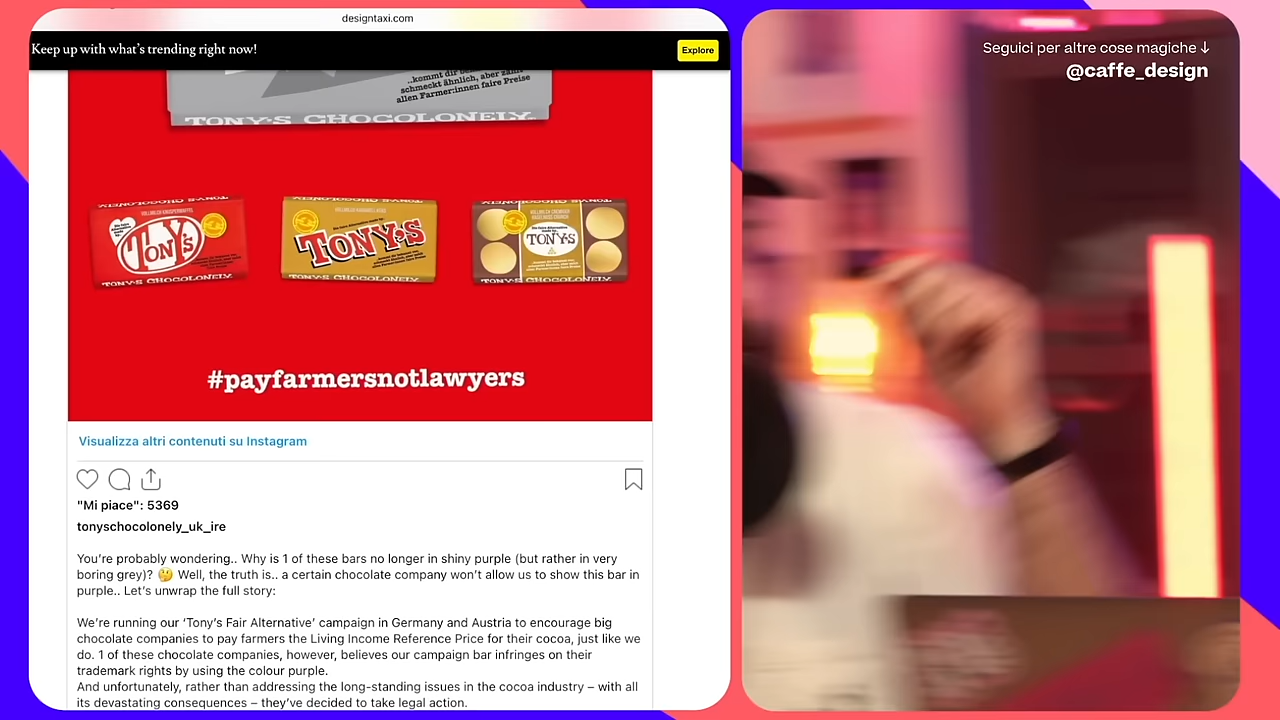 designtaxi.com
Keep up with what's trending right now!
Explore
Seguici per altre cose magiche ↓
@caffe_design
..kommt dir
schmeckt ähnlich, aber zahlt
allen Farmer:innen faire Preise
TONY'S CHOCOLONELY
TONY'S
TONY'S CHOCOLONELY
TONY'S
TONY'S CHOCOLONELY
TONY'S
TONY'S CHOCOLONELY
#payfarmersnotlawyers
Visualizza altri contenuti su Instagram
"Mi piace": 5369
tonyschocolonely_uk_ire
You're probably wondering.. Why is 1 of these bars no longer in shiny purple (but rather in very
boring grey)? 🤔 Well, the truth is.. a certain chocolate company won't allow us to show this bar in
purple.. Let's unwrap the full story:
We're running our 'Tony's Fair Alternative' campaign in Germany and Austria to encourage big
chocolate companies to pay farmers the Living Income Reference Price for their cocoa, just like we
do. 1 of these chocolate companies, however, believes our campaign bar infringes on their
trademark rights by using the colour purple.
And unfortunately, rather than addressing the long-standing issues in the cocoa industry – with all
its devastating consequences – they've decided to take legal action.